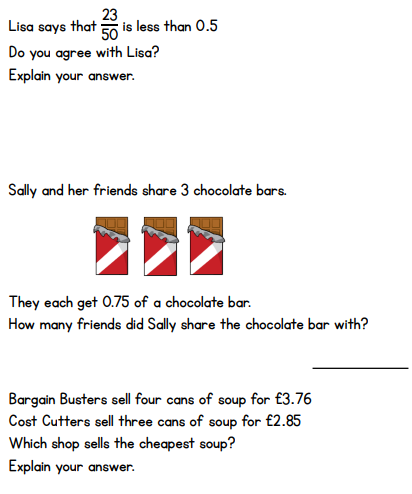 Lisa says that 23/50 is less than 0.5
Do you agree with Lisa?
Explain your answer.
Sally and her friends share 3 chocolate bars.
They each get 0.75 of a chocolate bar.
How many friends did Sally share the chocolate bar with?
Bargain Busters sell four cans of soup for £3.76
Cost Cutters sell three cans of soup for £2.85
Which shop sells the cheapest soup?
Explain your answer.